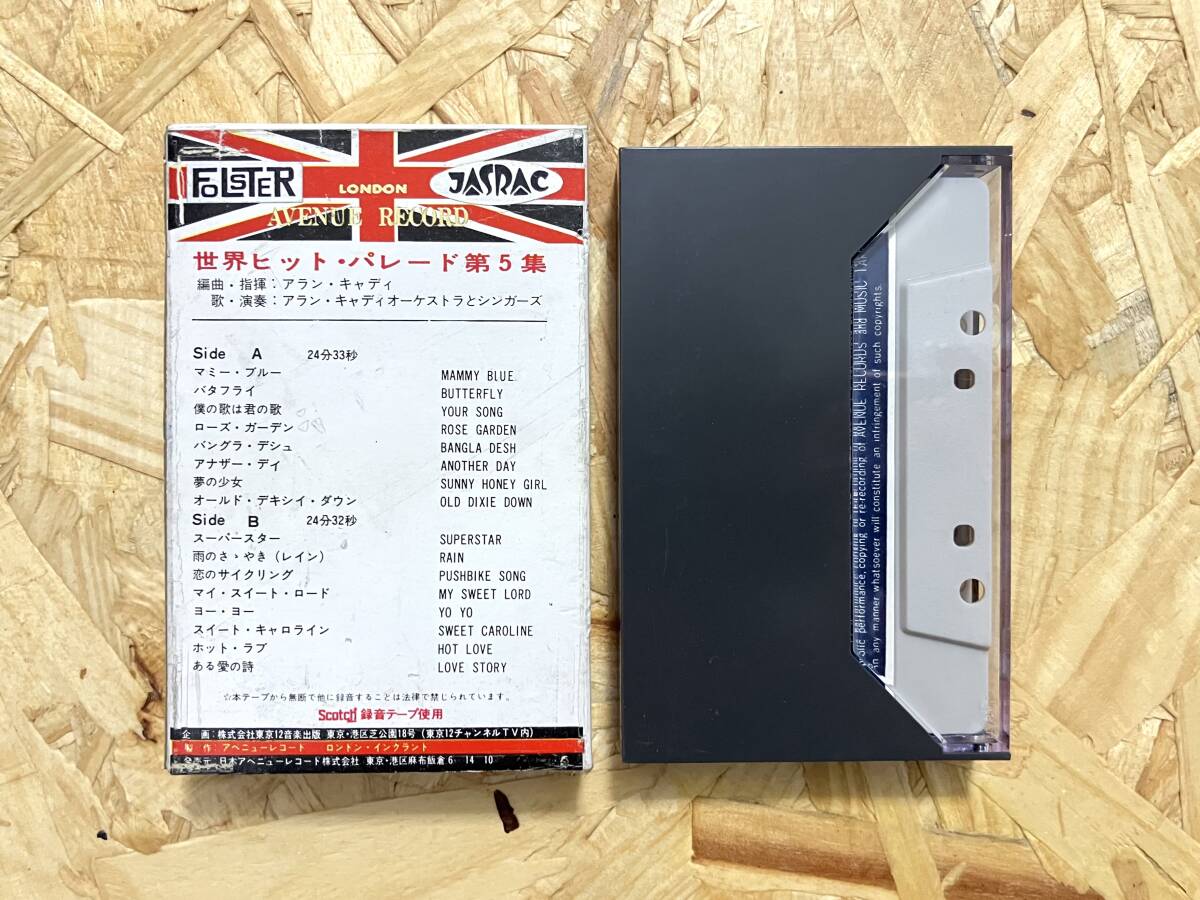 FOLSTER
LONDON
JASRAC
AVENUE RECORD
世界ヒット・パレード第5集
編曲・指揮：アラン・キャディ
歌・演奏：アラン・キャディオーケストラとシンガーズ
Side A 24分33秒
マミー・ブルー MAMMY BLUE
バタフライ BUTTERFLY
僕の歌は君の歌 YOUR SONG
ローズ・ガーデン ROSE GARDEN
バングラ・デシュ BANGLA DESH
アナザー・デイ ANOTHER DAY
夢の少女 SUNNY HONEY GIRL
オールド・デキシイ・ダウン OLD DIXIE DOWN
Side B 24分32秒
スーパースター SUPERSTAR
雨のさゝやき（レイン） RAIN
恋のサイクリング PUSHBIKE SONG
マイ・スイート・ロード MY SWEET LORD
ヨー・ヨー YO YO
スイート・キャロライン SWEET CAROLINE
ホット・ラブ HOT LOVE
ある愛の詩 LOVE STORY
☆本テープから無断で他に録音することは法律で禁じられています。
Scotch 録音テープ使用
企 画：株式会社東京12音楽出版 東京・港区芝公園18号（東京12チャンネルTV内）
製 作：アベニューレコード ロンドン・イングランド
発売元：日本アベニューレコード株式会社 東京・港区麻布飯倉6 14 10
performance, copying or re-recording of AVENUE RECORDS and MUSIC
in any manner whatsoever will constitute an infringement of such copyrights.